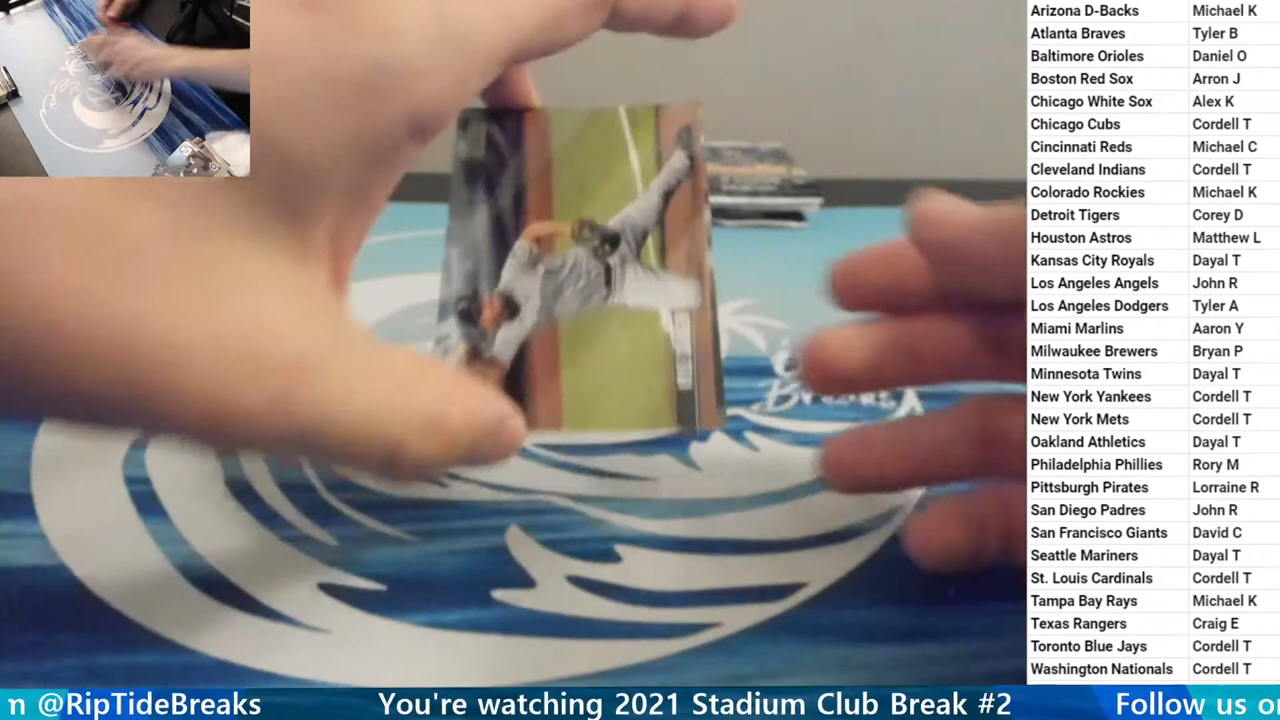 Arizona D-Backs Michael K
Atlanta Braves Tyler B
Baltimore Orioles Daniel O
Boston Red Sox Arron J
Chicago White Sox Alex K
Chicago Cubs Cordell T
Cincinnati Reds Michael C
Cleveland Indians Cordell T
Colorado Rockies Michael K
Detroit Tigers Corey D
Houston Astros Matthew L
Kansas City Royals Dayal T
Los Angeles Angels John R
Los Angeles Dodgers Tyler A
Miami Marlins Aaron Y
Milwaukee Brewers Bryan P
Minnesota Twins Dayal T
New York Yankees Cordell T
New York Mets Cordell T
Oakland Athletics Dayal T
Philadelphia Phillies Rory M
Pittsburgh Pirates Lorraine R
San Diego Padres John R
San Francisco Giants David C
Seattle Mariners Dayal T
St. Louis Cardinals Cordell T
Tampa Bay Rays Michael K
Texas Rangers Craig E
Toronto Blue Jays Cordell T
Washington Nationals Cordell T
Breaks
n @RipTideBreaks You're watching 2021 Stadium Club Break #2 Follow us o